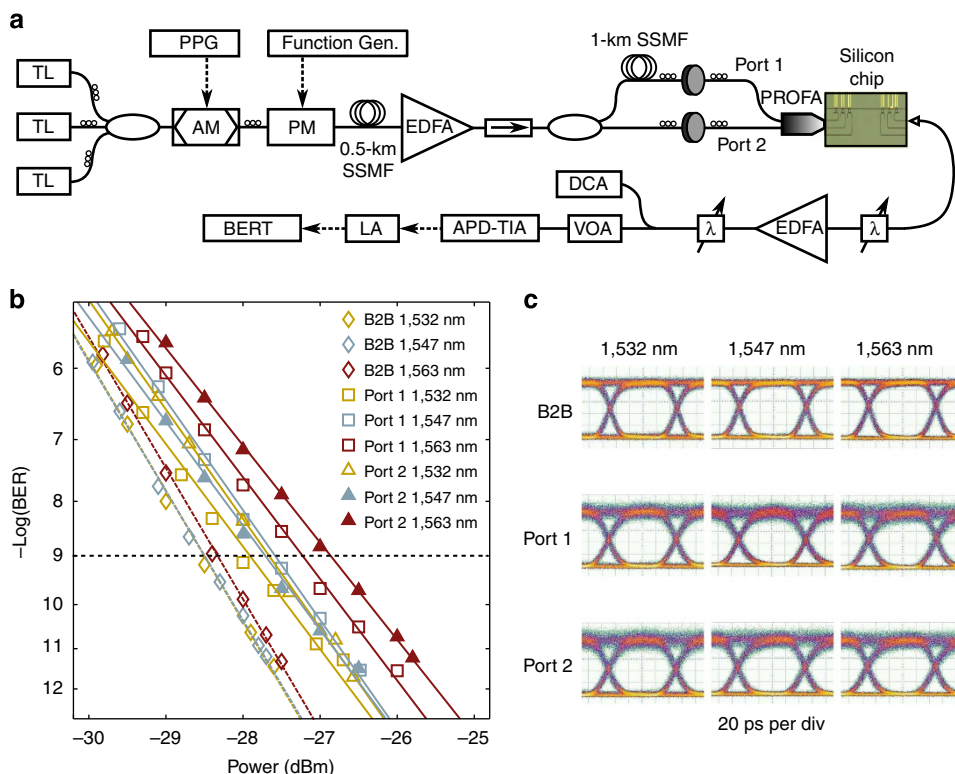 a
PPG
Function Gen.
1-km SSMF
Port 1
Silicon
chip
TL
PROFA
TL
AM
PM
EDFA
Port 2
0.5-km
SSMF
TL
DCA
λ
EDFA
λ
BERT
LA
APD-TIA
VOA
b
–Log(BER)
6
7
8
9
10
11
12
B2B 1,532 nm
B2B 1,547 nm
B2B 1,563 nm
Port 1 1,532 nm
Port 1 1,547 nm
Port 1 1,563 nm
Port 2 1,532 nm
Port 2 1,547 nm
Port 2 1,563 nm
–30 –29 –28 –27 –26 –25
Power (dBm)
c
1,532 nm 1,547 nm 1,563 nm
B2B
Port 1
Port 2
20 ps per div